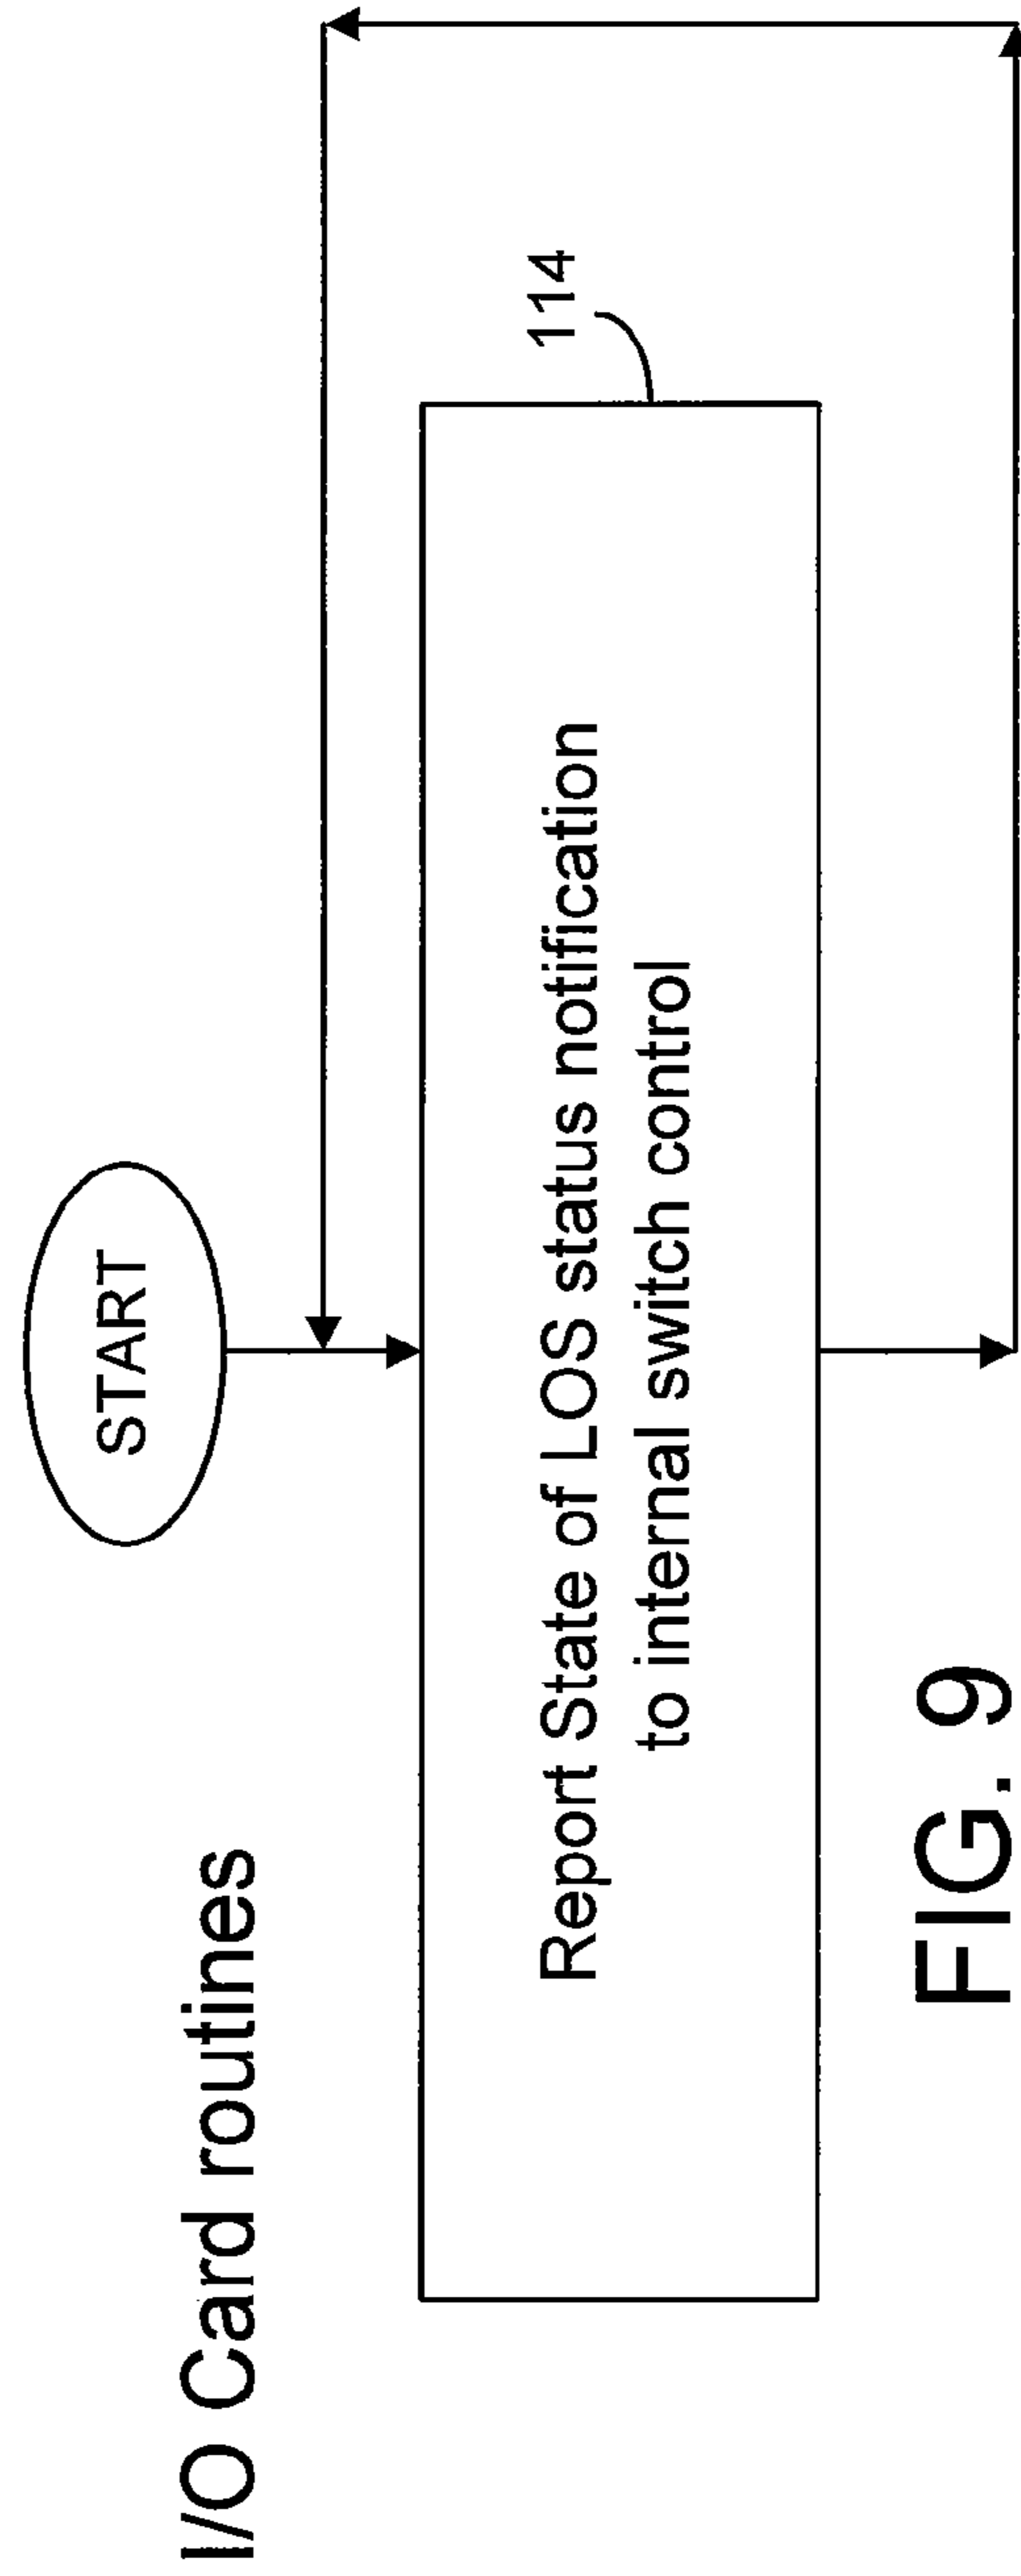 I/O Card routines
START
114
Report State of LOS status notification
to internal switch control
FIG. 9